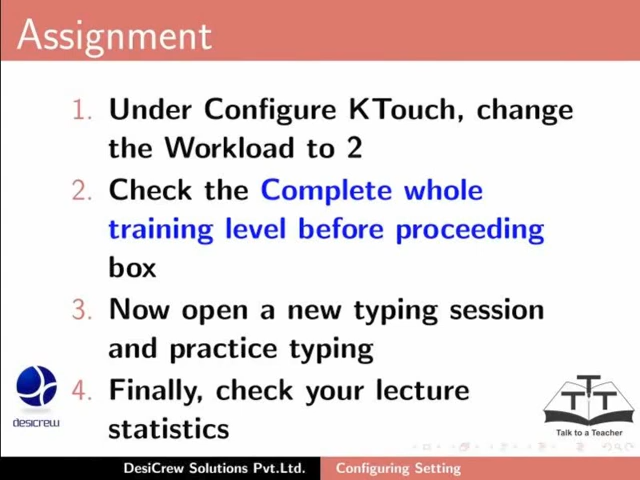 Assignment
1. Under Configure KTouch, change
the Workload to 2
2. Check the Complete whole
training level before proceeding
box
3. Now open a new typing session
and practice typing
4. Finally, check your lecture
statistics
desicrew
T T T
Talk to a Teacher
DesiCrew Solutions Pvt.Ltd. Configuring Setting